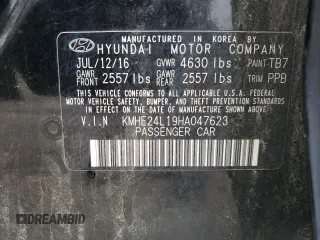 MANUFACTURED IN KOREA BY
HYUNDAI MOTOR COMPANY
JUL/12/16 GVWR 4630 lbs PAINT TB7
GAWR FRONT 2557 lbs GAWR REAR 2557 lbs TRIM PPB
THIS VEHICLE CONFORMS TO ALL APPLICABLE
FEDERAL MOTOR VEHICLE SAFETY, BUMPER, AND
THEFT PREVENTION STANDARDS IN EFFECT ON
THE DATE OF MANUFACTURE SHOWN ABOVE.
V.I.N KMHE24L19HA047623
PASSENGER CAR